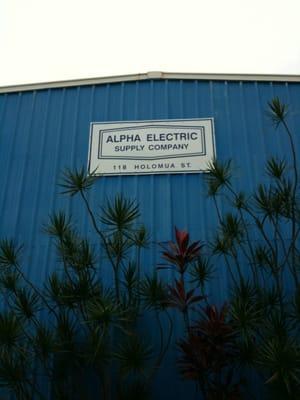 ALPHA ELECTRIC
SUPPLY COMPANY
118 HOLOMUA ST.